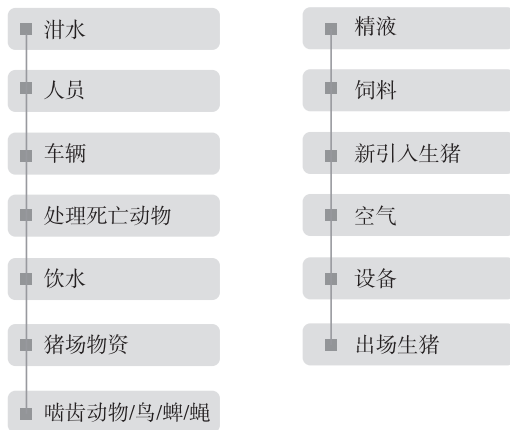 泔水
人员
车辆
处理死亡动物
饮水
猪场物资
啮齿动物/鸟/蜱/蝇
精液
饲料
新引入生猪
空气
设备
出场生猪